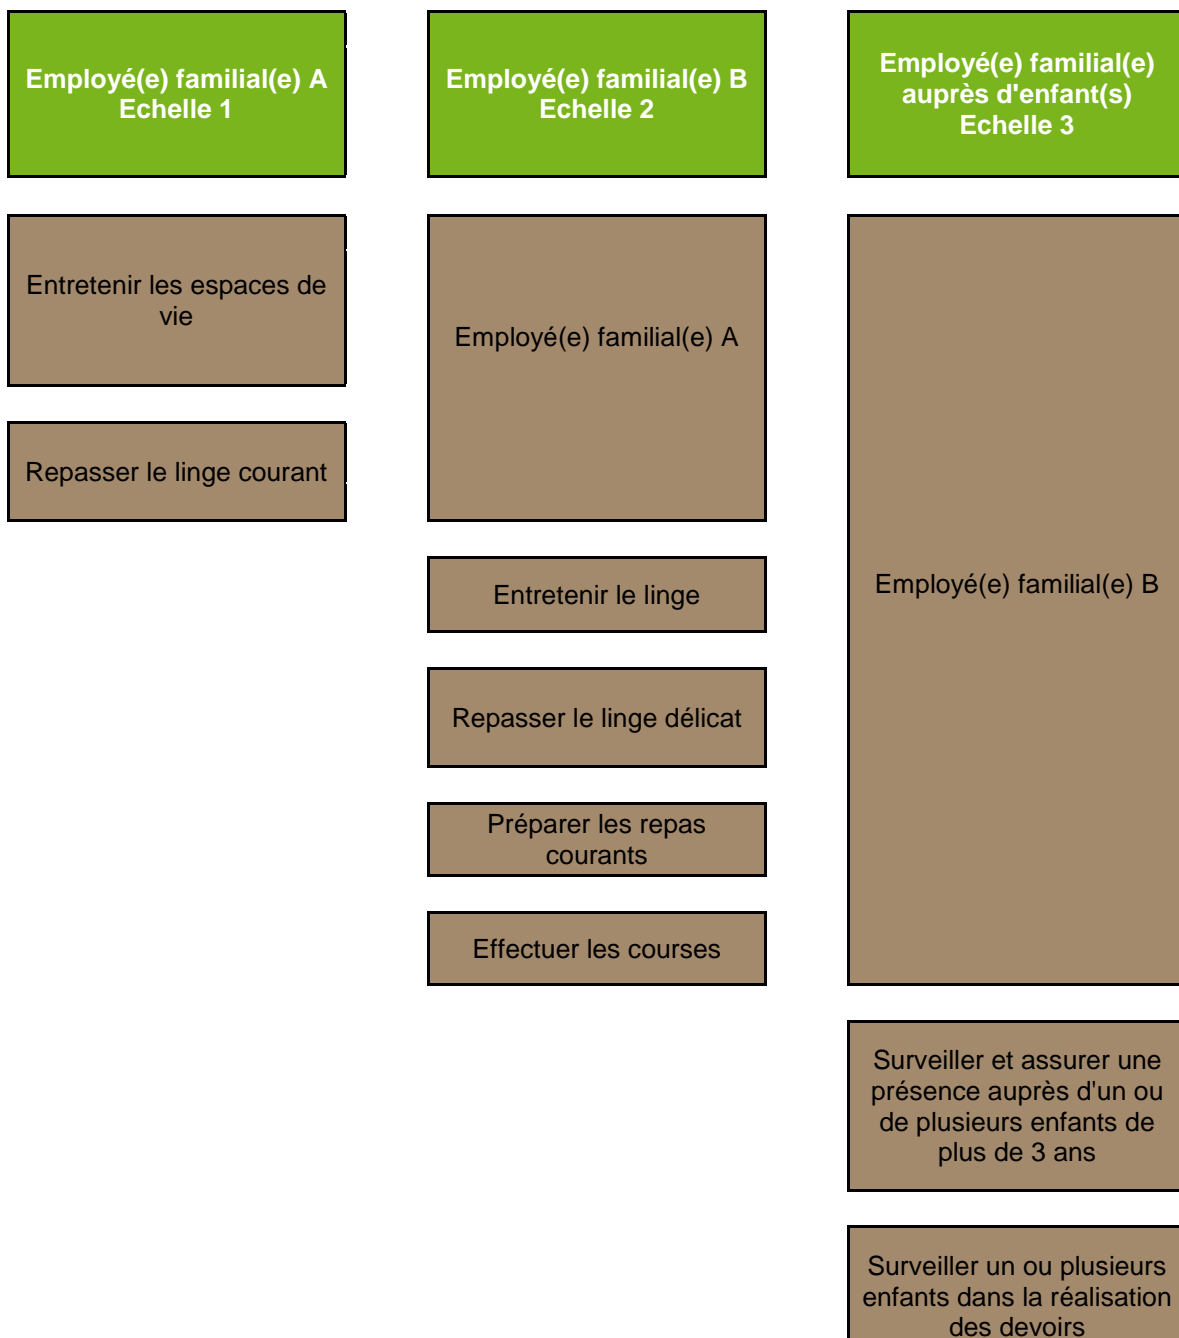 Employé(e) familial(e) A
Echelle 1
Employé(e) familial(e) B
Echelle 2
Employé(e) familial(e)
auprès d'enfant(s)
Echelle 3
Entretenir les espaces de
vie
Repasser le linge courant
Employé(e) familial(e) A
Entretenir le linge
Repasser le linge délicat
Préparer les repas
courants
Effectuer les courses
Employé(e) familial(e) B
Surveiller et assurer une
présence auprès d'un ou
de plusieurs enfants de
plus de 3 ans
Surveiller un ou plusieurs
enfants dans la réalisation
des devoirs